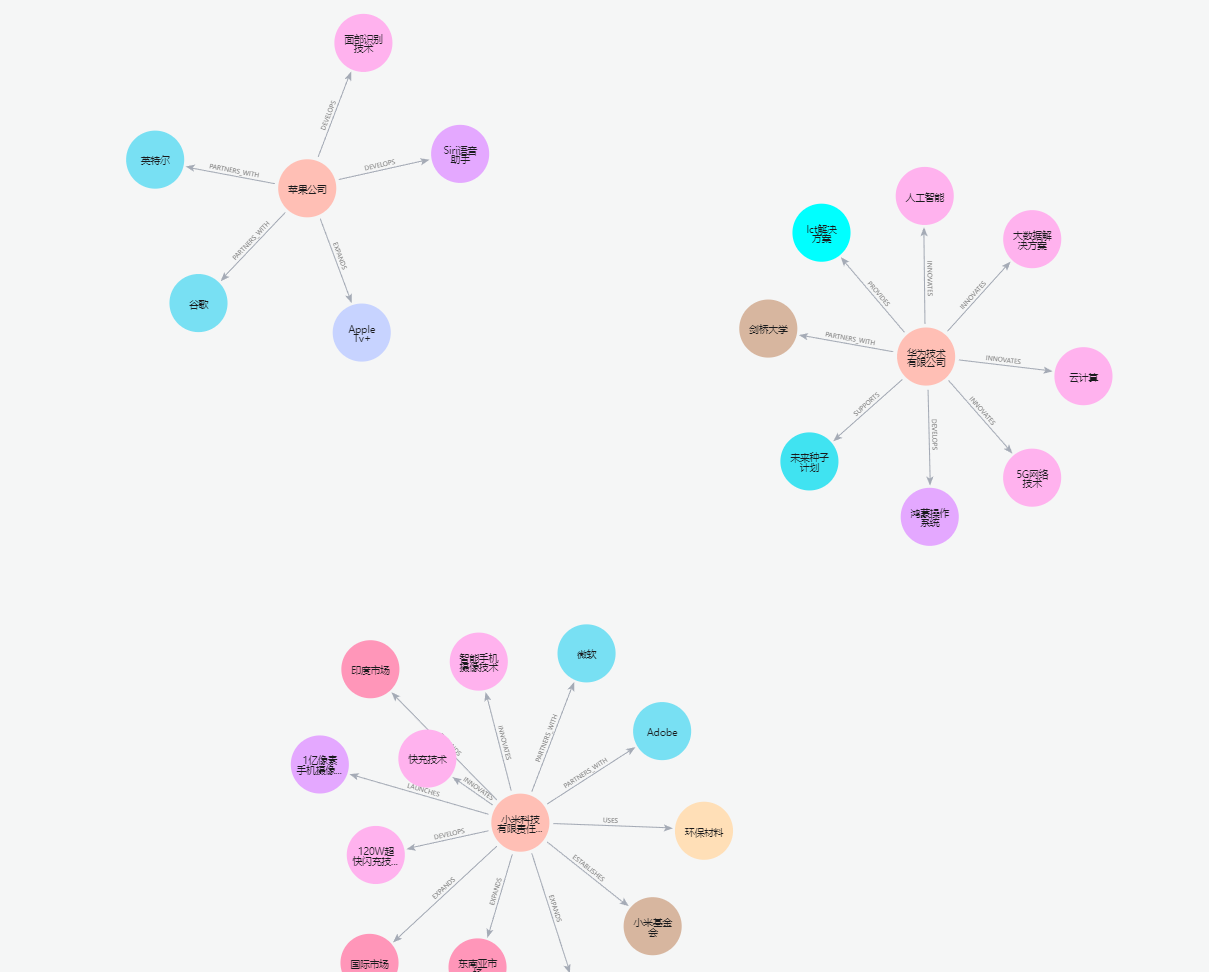 面部识别
技术
DEVELOPS
英特尔
PARTNERS_WITH
苹果公司
DEVELOPS
Siri语音
助手
PARTNERS_WITH
谷歌
EXPANDS
Apple
Tv+
人工智能
Ict解决
方案
大数据解
决方案
PROVIDES
INNOVATES
INNOVATES
剑桥大学
PARTNERS_WITH
华为技术
有限公司
INNOVATES
云计算
SUPPORTS
未来种子
计划
DEVELOPS
INNOVATES
5G网络
技术
鸿蒙操作
系统
印度市场
智能手机
摄像技术
微软
INNOVATES
PARTNERS_WITH
Adobe
PARTNERS_WITH
快充技术
INNOVATES
1亿像素
手机摄像...
LAUNCHES
小米科技
有限责任...
USES
环保材料
120W超
快闪充技...
DEVELOPS
ESTABLISHES
小米基金
会
EXPANDS
EXPANDS
EXPANDS
国际市场
东南亚市